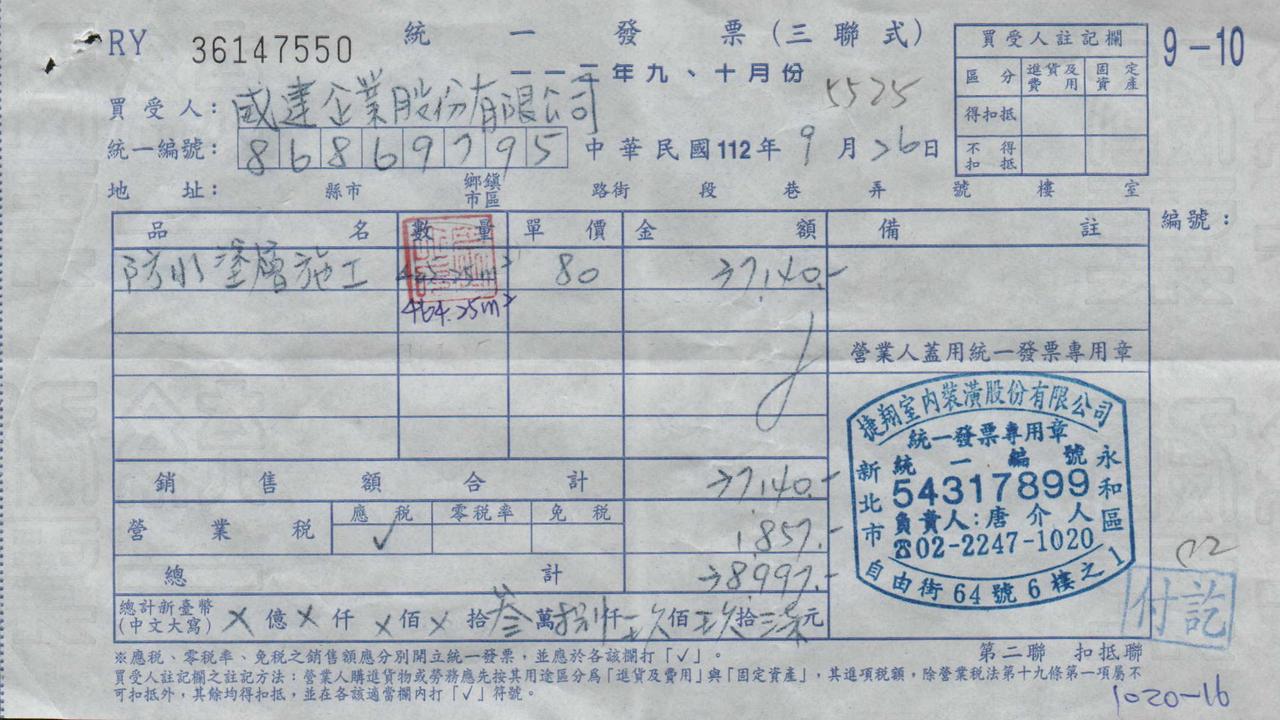 RY 36147550 統一發票(三聯式) 9-10
一一二年九、十月份 5525
買受人註記欄
區分 進貨及費用 固定資產
得扣抵
不得扣抵
買受人:威建企業股份有限公司
統一編號:86869795 中華民國112年9月26日
地址: 縣市 鄉鎮市區 路街 段 巷 弄 號 樓 室
品名 數量 單價 金額 備註 編號:
防水塗層施工 80 37,140.-
464.25m²
營業人蓋用統一發票專用章
捷翔室內裝潢股份有限公司
統一發票專用章
統一編號
54317899
負責人:唐介人
☎02-2247-1020
新北市永和區
自由街64號6樓之1
銷售額合計 37,140.-
營業稅 應稅 ✓ 零稅率 免稅 1,857.-
總計 38,997.-
總計新臺幣
(中文大寫) X億X仟X佰X拾叁萬捌仟玖佰玖拾柒元
付訖
※應稅、零稅率、免稅之銷售額應分別開立統一發票,並應於各該欄打「✓」。
第二聯 扣抵聯
買受人註記欄之註記方法:營業人購進貨物或勞務應先按其用途區分為「進貨及費用」與「固定資產」,其進項稅額,除營業稅法第十九條第一項屬不
可扣抵外,其餘均得扣抵,並在各該適當欄內打「✓」符號。
1020-16